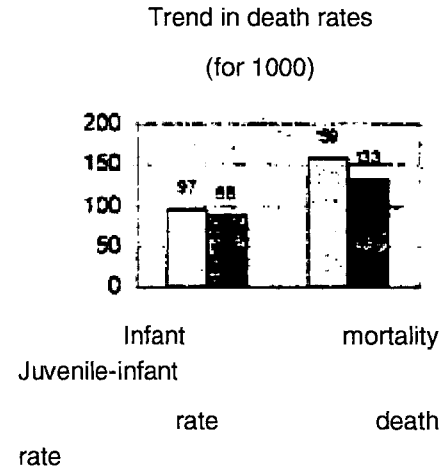 Trend in death rates
(for 1000)
200
150
100
50
0
97
133
Infant mortality
Juvenile-infant
rate death
rate